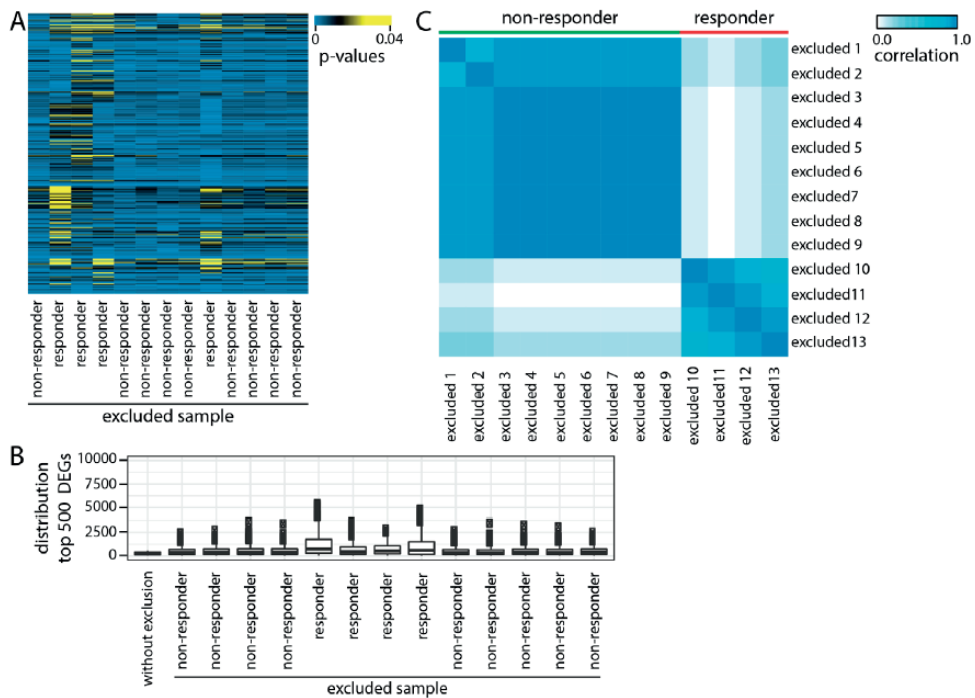 A
0
0.04
p-values
non-responder
responder
responder
responder
non-responder
non-responder
non-responder
non-responder
responder
non-responder
non-responder
non-responder
non-responder
excluded sample
C
non-responder
responder
0.0
1.0
correlation
excluded 1
excluded 2
excluded 3
excluded 4
excluded 5
excluded 6
excluded7
excluded 8
excluded 9
excluded 10
excluded11
excluded 12
excluded13
excluded 1
excluded 2
excluded 3
excluded 4
excluded 5
excluded 6
excluded 7
excluded 8
excluded 9
excluded 10
excluded11
excluded 12
excluded13
B
distribution
top 500 DEGs
10000
7500
5000
2500
0
without exclusion
non-responder
non-responder
non-responder
non-responder
responder
responder
responder
responder
non-responder
non-responder
non-responder
non-responder
non-responder
excluded sample